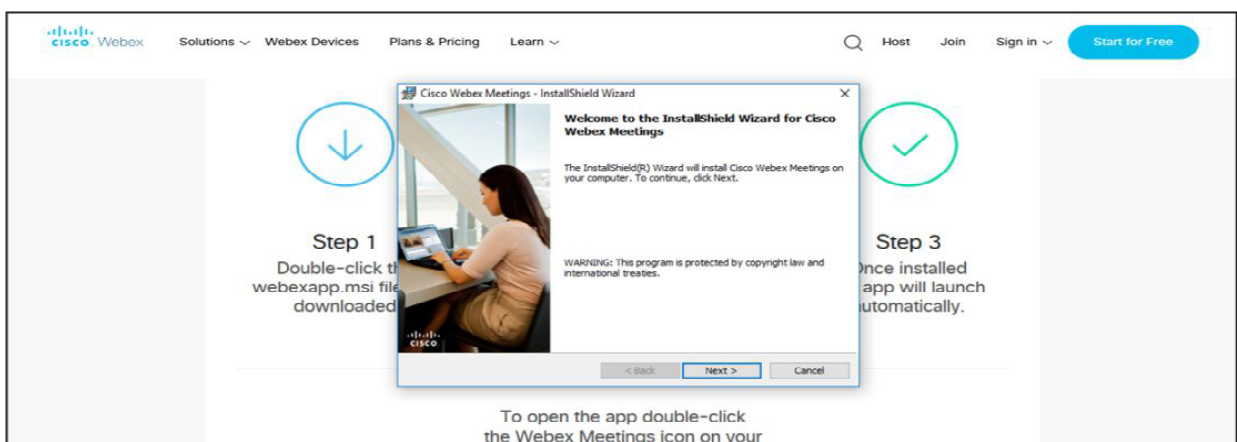 CISCO Webex Solutions Webex Devices Plans & Pricing Learn Host Join Sign in Start for Free
Cisco Webex Meetings - InstallShield Wizard X
Welcome to the InstallShield Wizard for Cisco
Webex Meetings
The InstallShield(R) Wizard will install Cisco Webex Meetings on
your computer. To continue, click Next.
WARNING: This program is protected by copyright law and
international treaties.
CISCO
< Back Next > Cancel
Step 1
Double-click
webexapp.msi
downloaded
Step 3
installed
app will launch
automatically.
To open the app double-click
the Webex Meetings icon on your